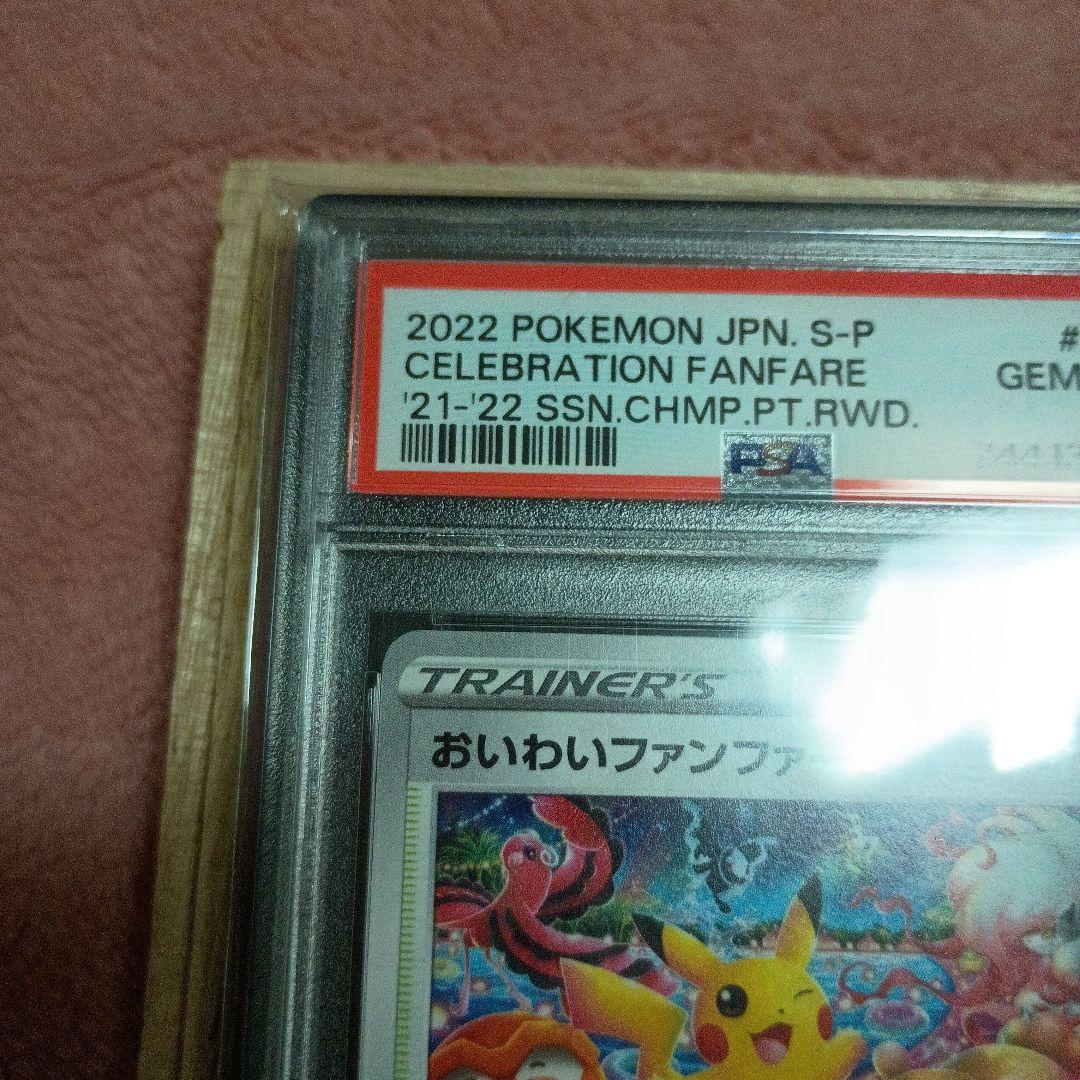 2022 POKEMON JPN. S-P #
CELEBRATION FANFARE GEM
'21-'22 SSN.CHMP.PT.RWD.
PSA
TRAINER'S
おいわいファンファ